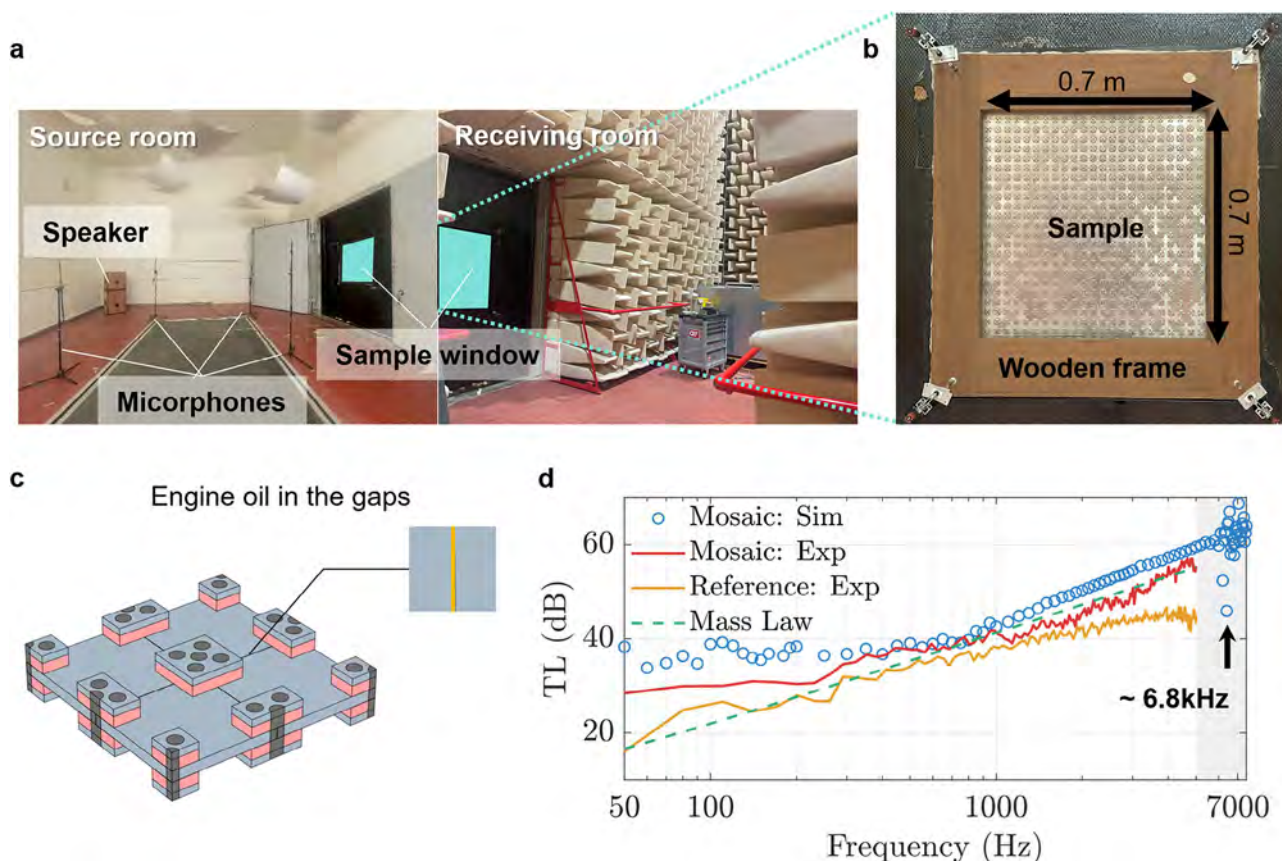 a
Source room
Receiving room
Speaker
Sample window
Micorphones
b
0.7 m
0.7 m
Sample
Wooden frame
c
Engine oil in the gaps
d
Mosaic: Sim
Mosaic: Exp
Reference: Exp
Mass Law
~ 6.8kHz
TL (dB)
60
40
20
50
100
1000
7000
Frequency (Hz)